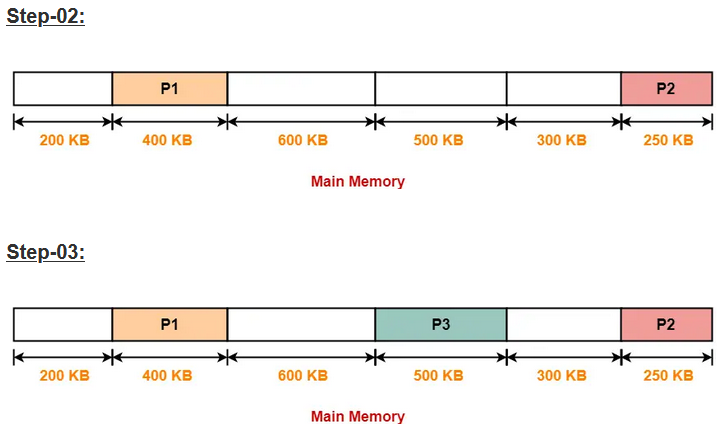 Step-02:
P1 P2
200 KB 400 KB 600 KB 500 KB 300 KB 250 KB
Main Memory
Step-03:
P1 P3 P2
200 KB 400 KB 600 KB 500 KB 300 KB 250 KB
Main Memory